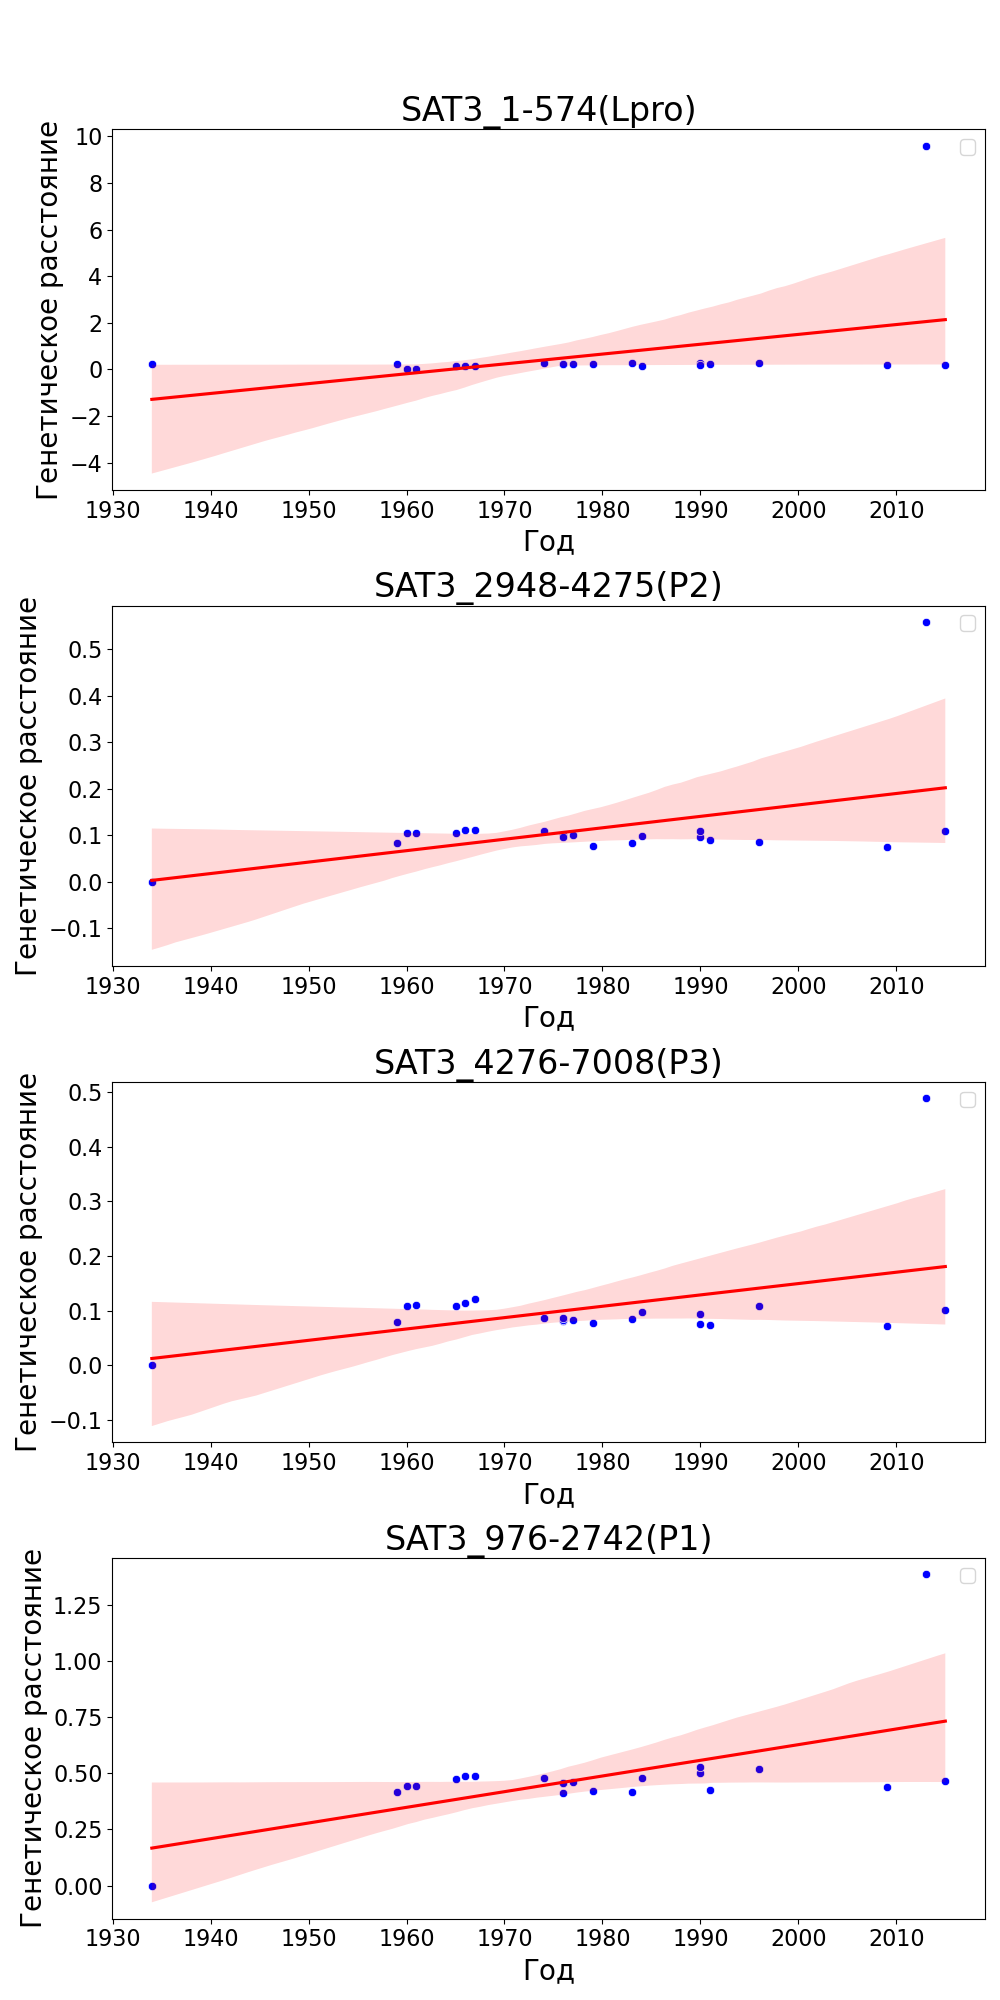 SAT3_1-574(Lpro)
Генетическое расстояние
10
8
6
4
2
0
−2
−4
1930 1940 1950 1960 1970 1980 1990 2000 2010
Год
SAT3_2948-4275(P2)
Генетическое расстояние
0.5
0.4
0.3
0.2
0.1
0.0
−0.1
1930 1940 1950 1960 1970 1980 1990 2000 2010
Год
SAT3_4276-7008(P3)
Генетическое расстояние
0.5
0.4
0.3
0.2
0.1
0.0
−0.1
1930 1940 1950 1960 1970 1980 1990 2000 2010
Год
SAT3_976-2742(P1)
Генетическое расстояние
1.25
1.00
0.75
0.50
0.25
0.00
1930 1940 1950 1960 1970 1980 1990 2000 2010
Год